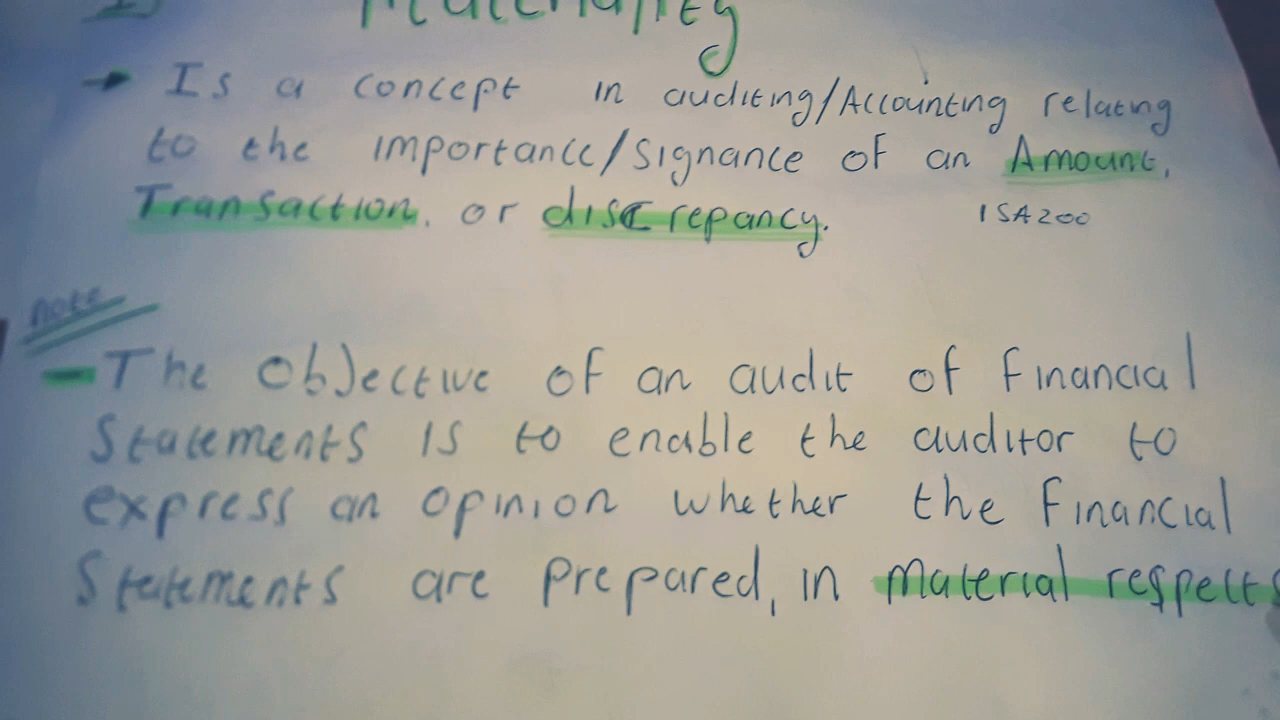 Materiality
→ Is a concept in auditing/Accounting relating
to the importance/signance of an Amount,
Transaction, or discrepancy. ISA200
note
- The Objective of an audit of financial
Statements is to enable the auditor to
express an opinion whether the financial
Statements are prepared, in material respects